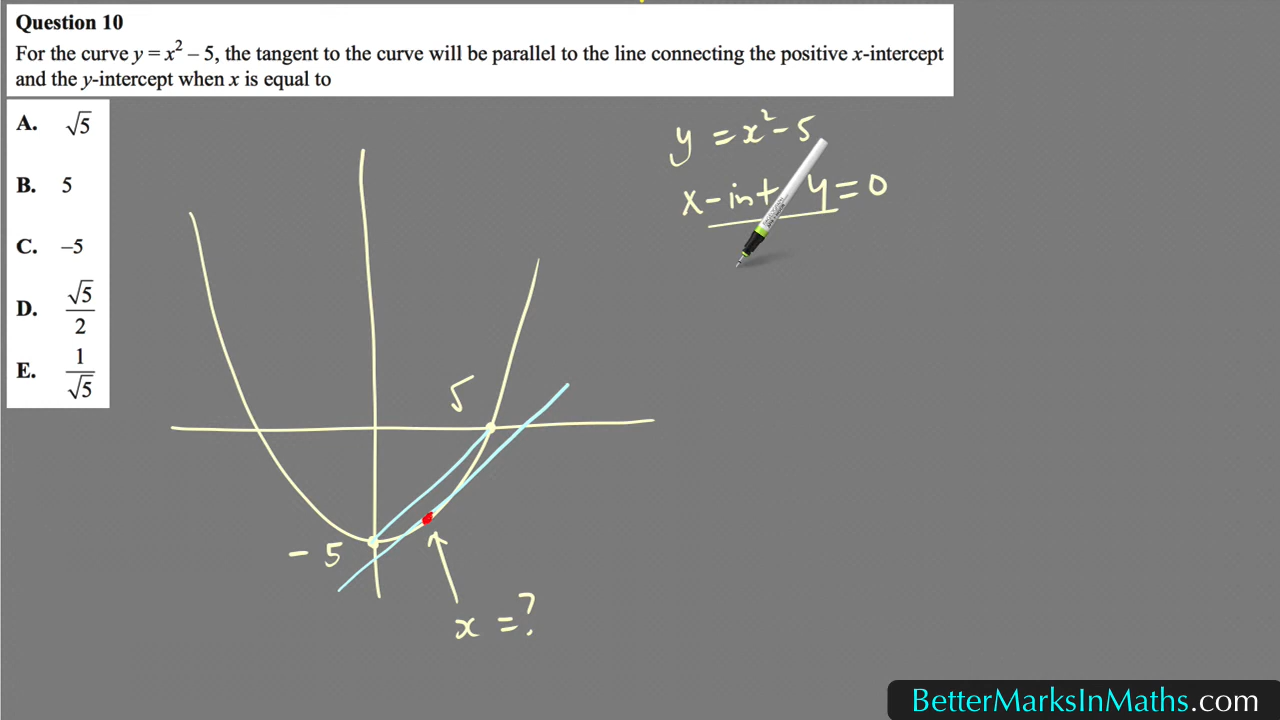 Question 10
For the curve y = x² – 5, the tangent to the curve will be parallel to the line connecting the positive x-intercept
and the y-intercept when x is equal to
A. √5
B. 5
C. –5
D. √5/2
E. 1/√5
y = x² - 5
x-int y = 0
5
- 5
x = ?
BetterMarksInMaths.com